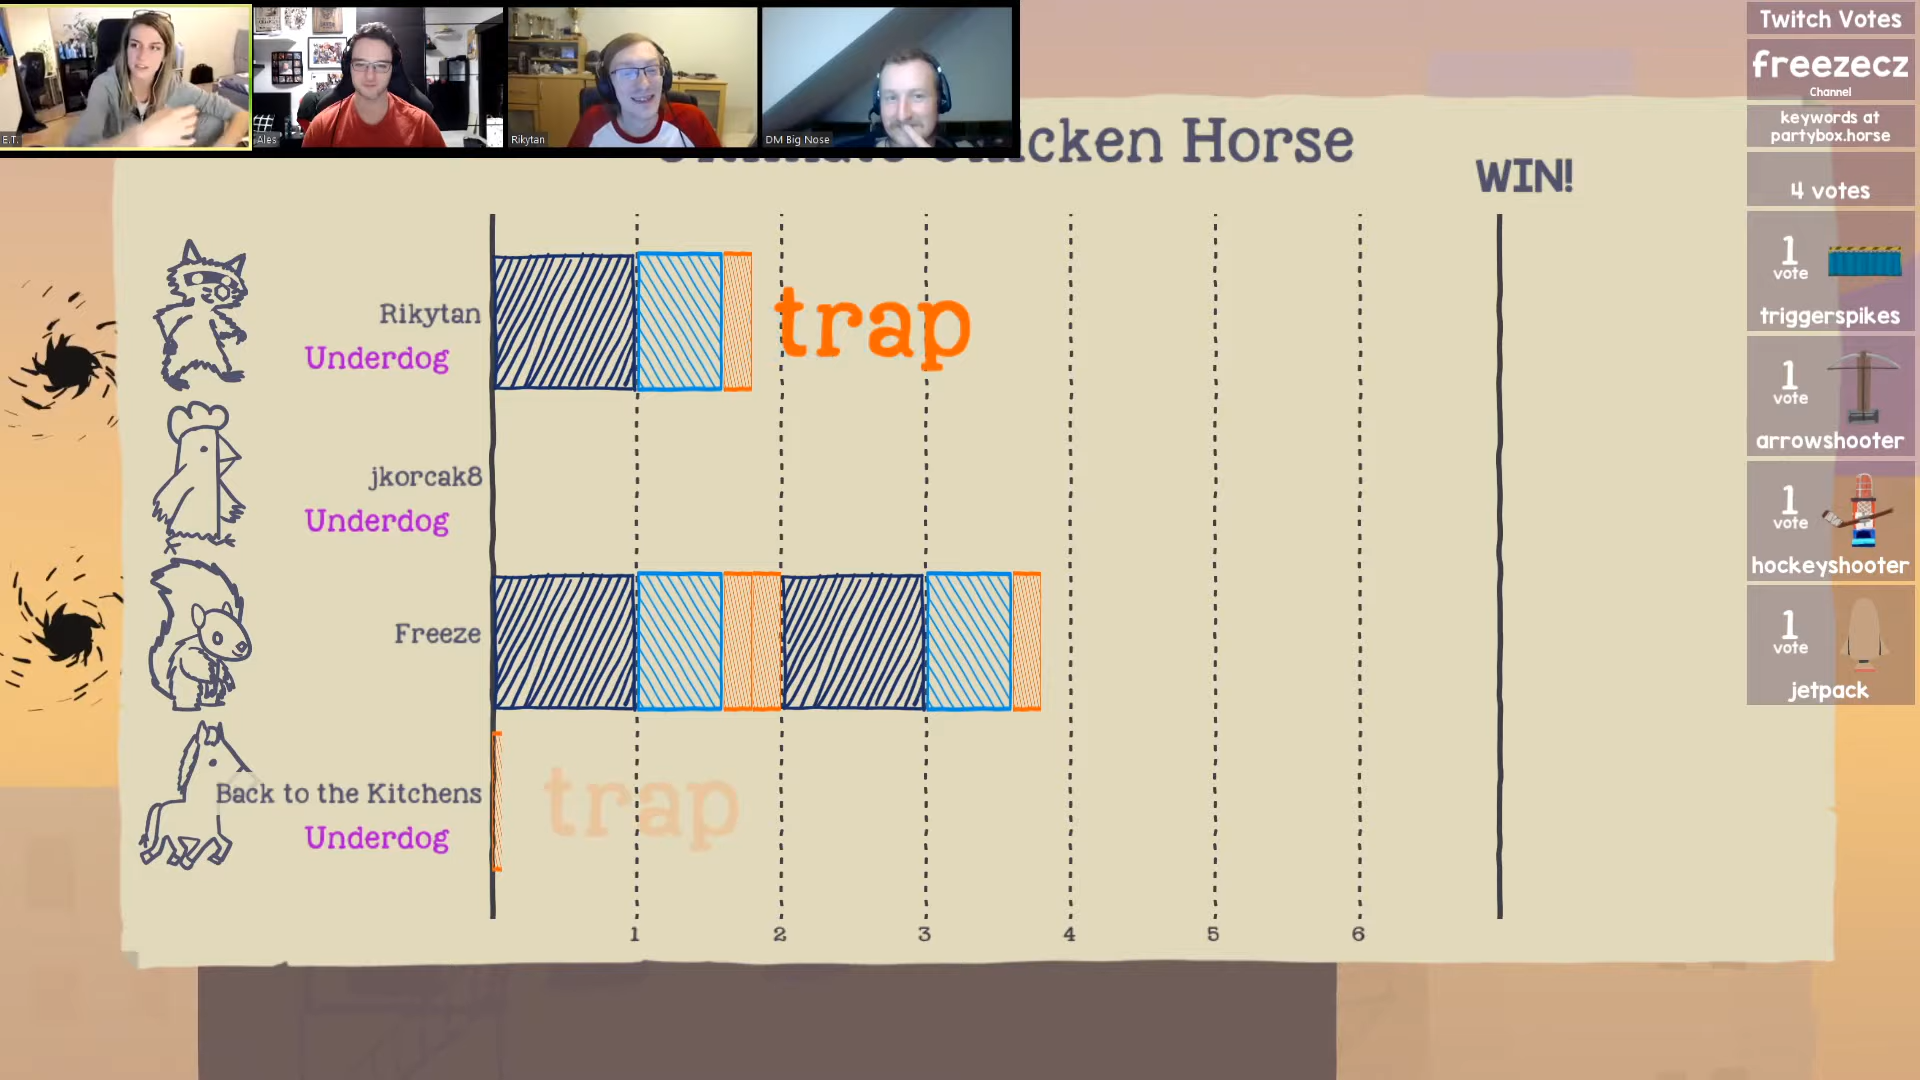 E.T.
Ales
Rikytan
DM Big Nose
Chicken Horse
WIN!
Rikytan
Underdog
trap
jkorcak8
Underdog
Freeze
Back to the Kitchens
Underdog
trap
1 2 3 4 5 6
Twitch Votes
freezecz
Channel
keywords at
partybox.horse
4 votes
1
vote
triggerspikes
1
vote
arrowshooter
1
vote
hockeyshooter
1
vote
jetpack